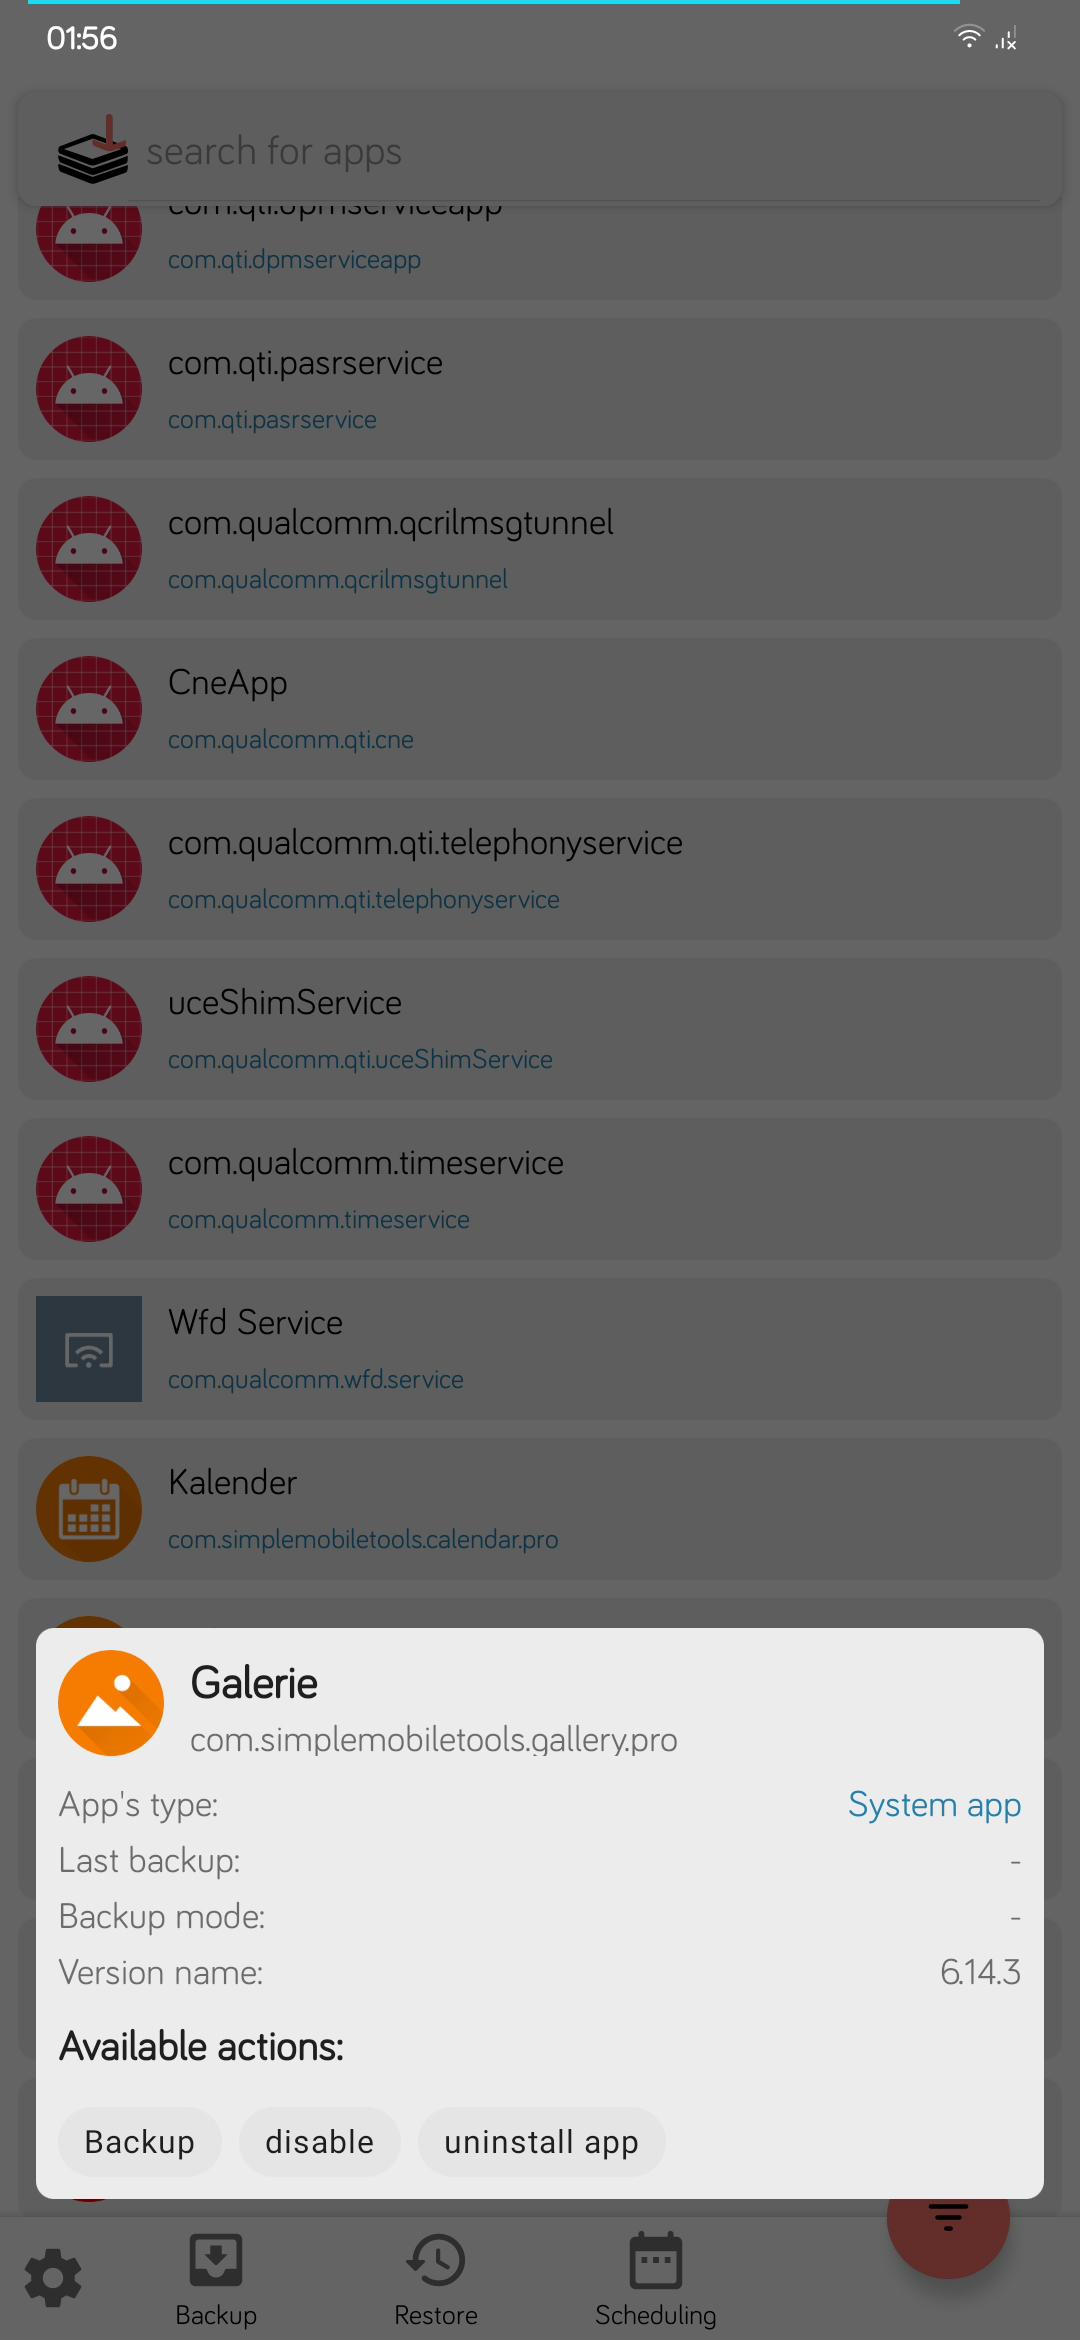 01:56
search for apps
com.qti.dpmserviceapp
com.qti.dpmserviceapp
com.qti.pasrservice
com.qti.pasrservice
com.qualcomm.qcrilmsgtunnel
com.qualcomm.qcrilmsgtunnel
CneApp
com.qualcomm.qti.cne
com.qualcomm.qti.telephonyservice
com.qualcomm.qti.telephonyservice
uceShimService
com.qualcomm.qti.uceShimService
com.qualcomm.timeservice
com.qualcomm.timeservice
Wfd Service
com.qualcomm.wfd.service
Kalender
com.simplemobiletools.calendar.pro
Galerie
com.simplemobiletools.gallery.pro
App's type: System app
Last backup: -
Backup mode: -
Version name: 6.14.3
Available actions:
Backup disable uninstall app
Backup Restore Scheduling